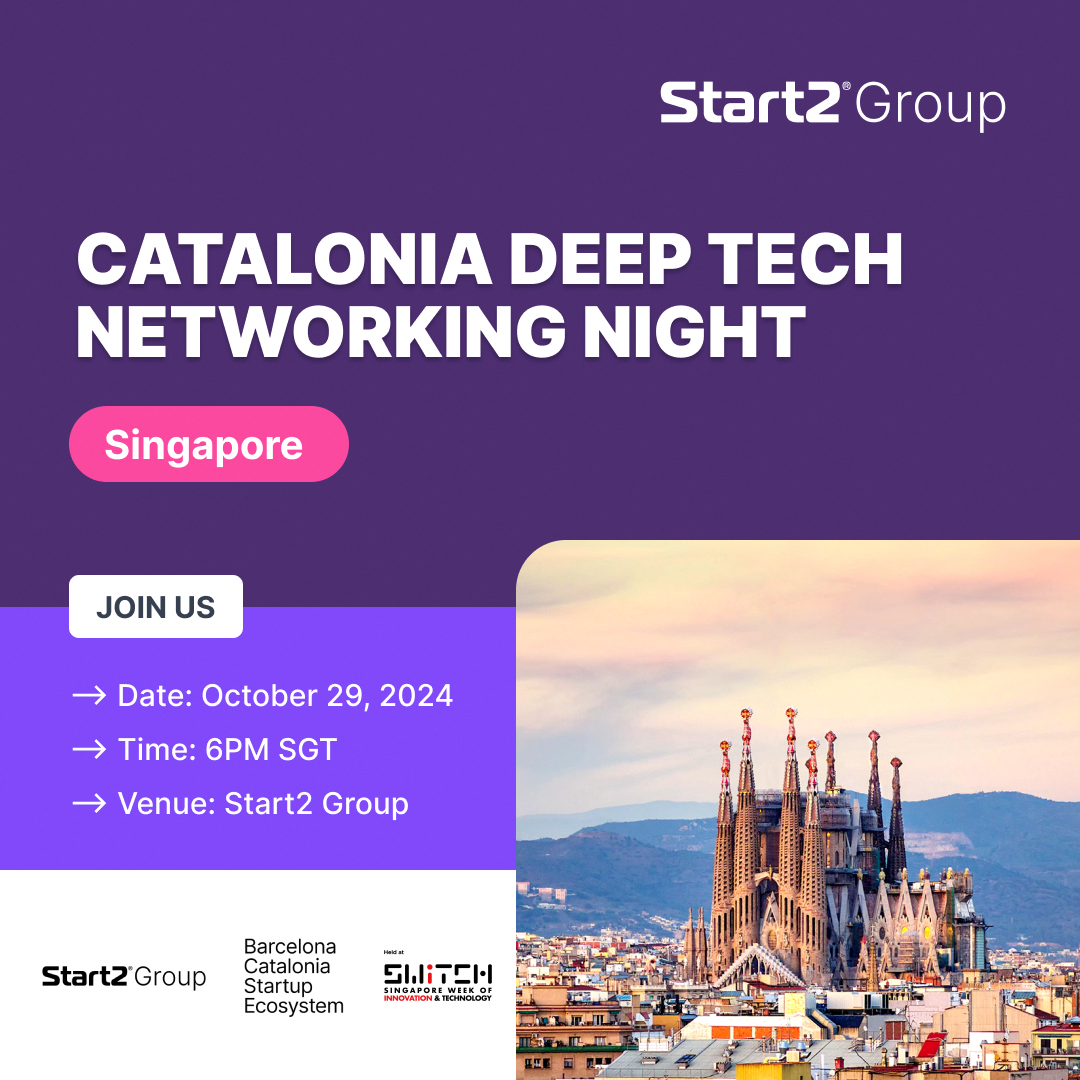 Start2® Group
CATALONIA DEEP TECH
NETWORKING NIGHT
Singapore
JOIN US
→ Date: October 29, 2024
→ Time: 6PM SGT
→ Venue: Start2 Group
Start2® Group
Barcelona
Catalonia
Startup
Ecosystem
Held at
SWITCH
SINGAPORE WEEK OF
INNOVATION & TECHNOLOGY